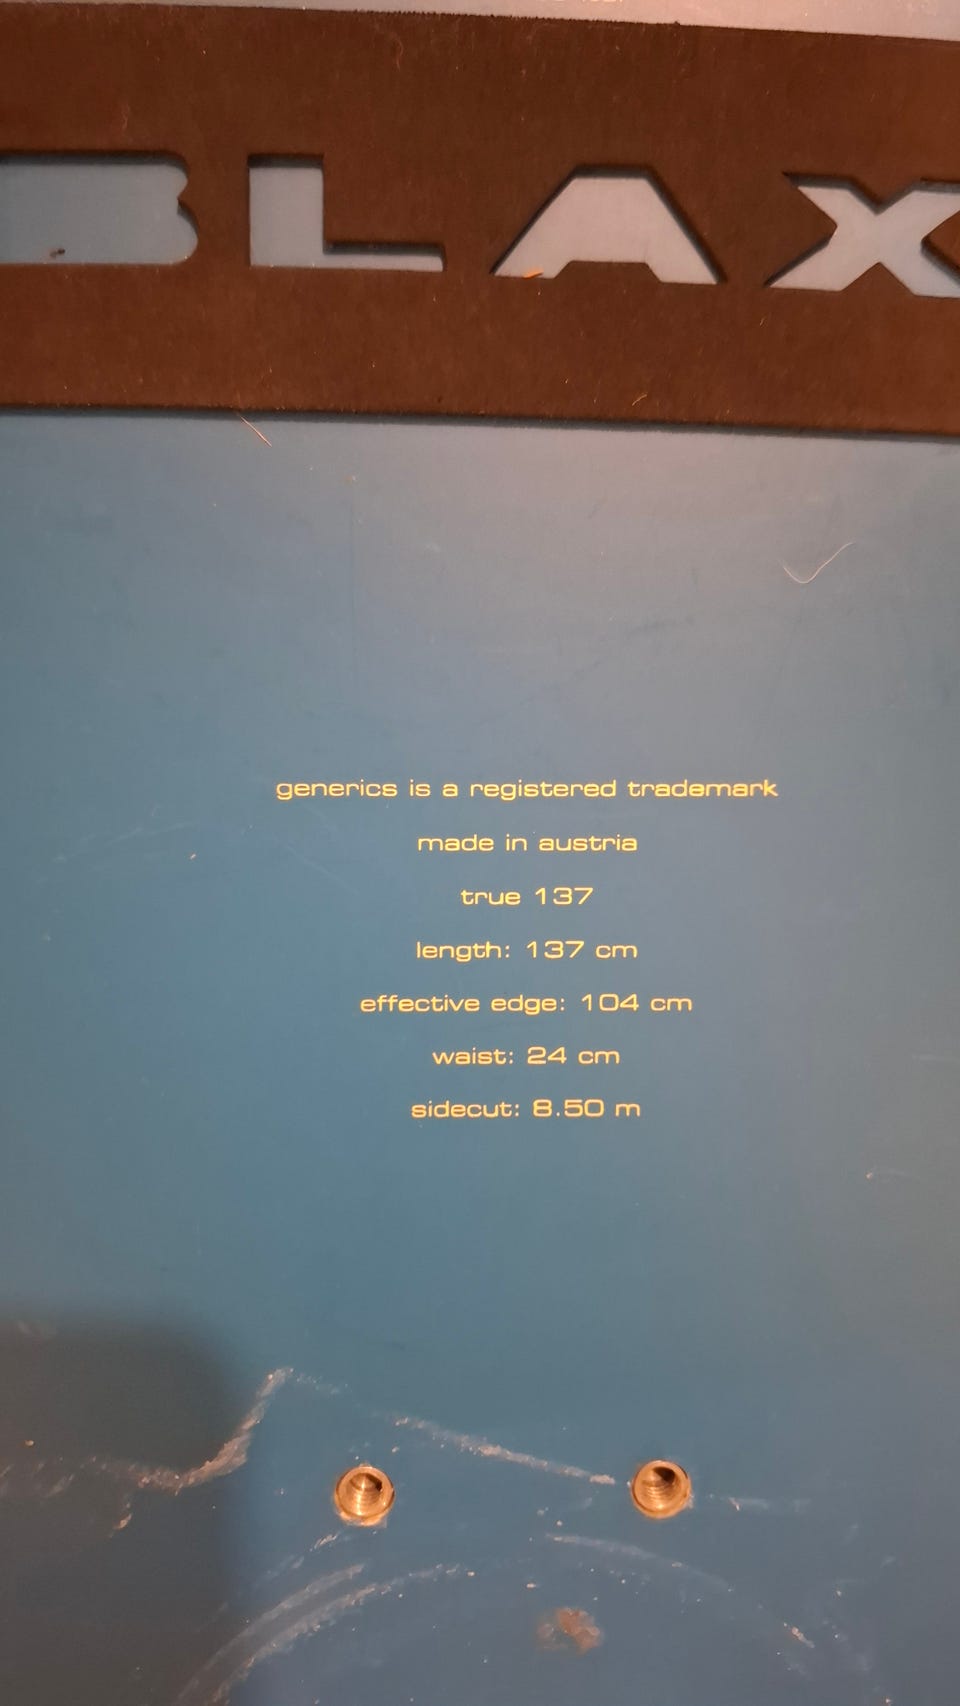 BLAX
generics is a registered trademark
made in austria
true 137
length: 137 cm
effective edge: 104 cm
waist: 24 cm
sidecut: 8.50 m